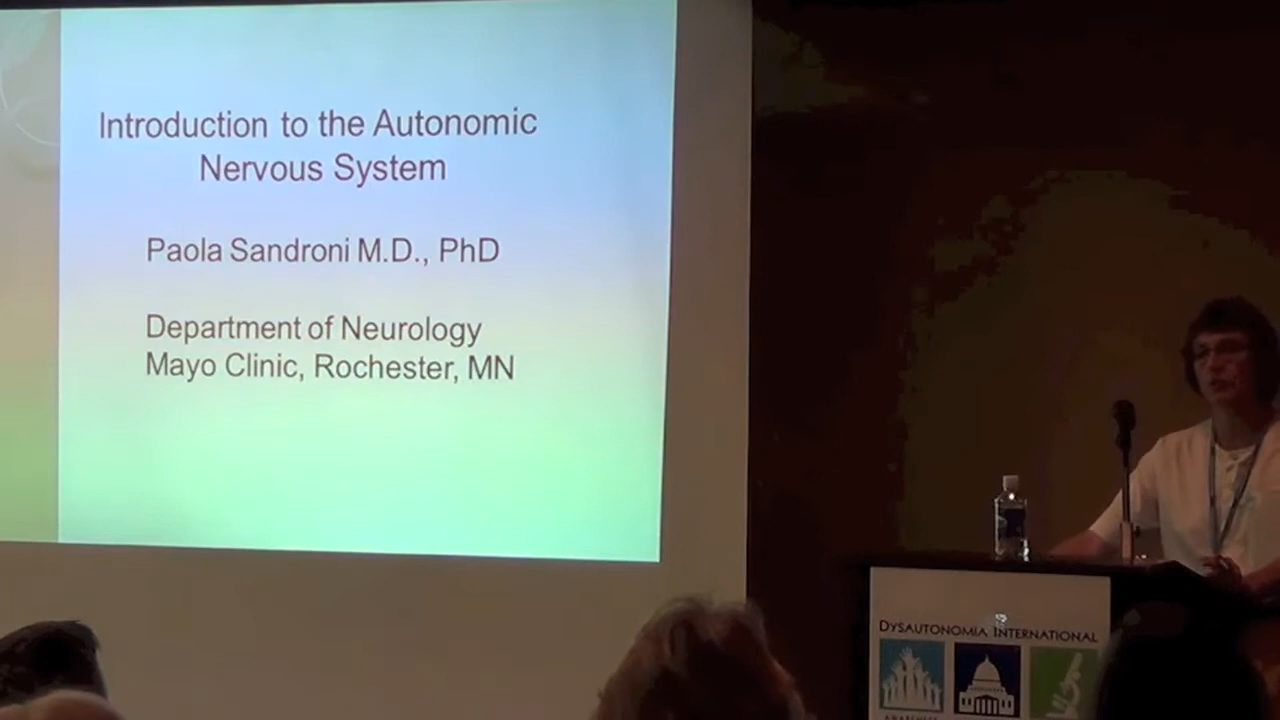 Introduction to the Autonomic
Nervous System
Paola Sandroni M.D., PhD
Department of Neurology
Mayo Clinic, Rochester, MN
DYSAUTONOMIA INTERNATIONAL